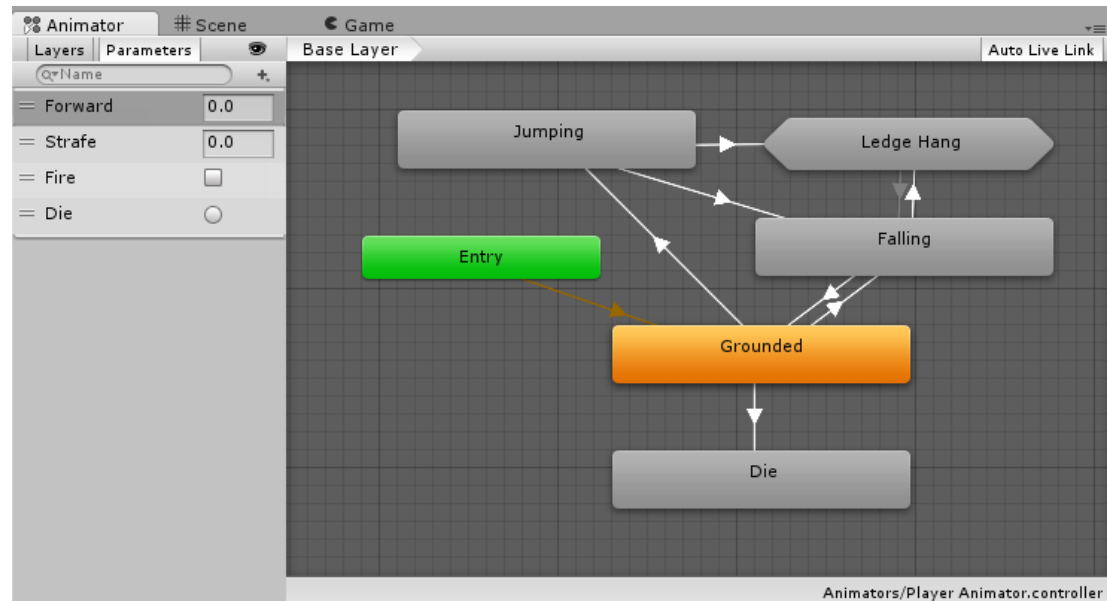 Animator
Scene
Game
Layers
Parameters
Base Layer
Auto Live Link
Name
Forward
0.0
Strafe
0.0
Fire
Die
Jumping
Ledge Hang
Falling
Entry
Grounded
Die
Animators/Player Animator.controller